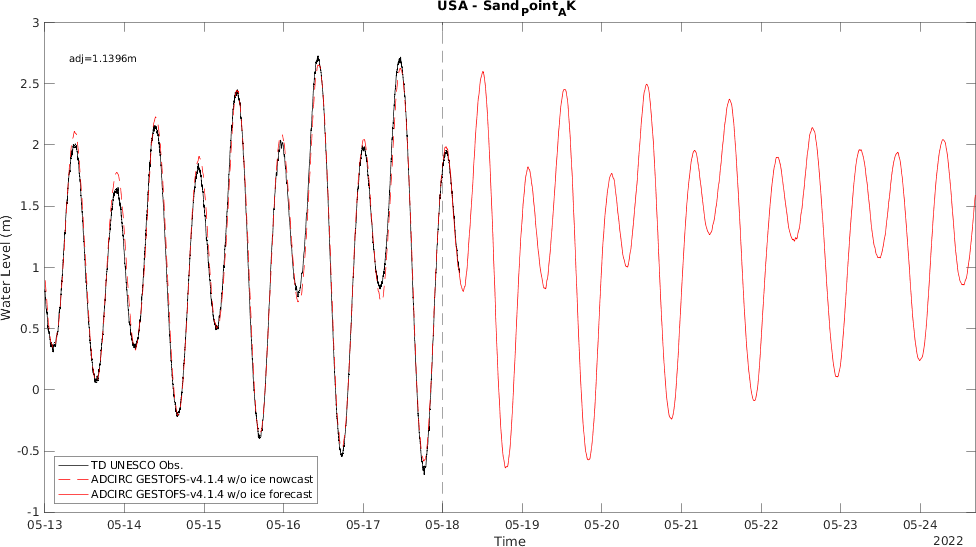 USA - SandPointAK
adj=1.1396m
3
2.5
2
1.5
1
0.5
0
-0.5
-1
Water Level (m)
TD UNESCO Obs.
ADCIRC GESTOFS-v4.1.4 w/o ice nowcast
ADCIRC GESTOFS-v4.1.4 w/o ice forecast
05-13 05-14 05-15 05-16 05-17 05-18 05-19 05-20 05-21 05-22 05-23 05-24
Time
2022